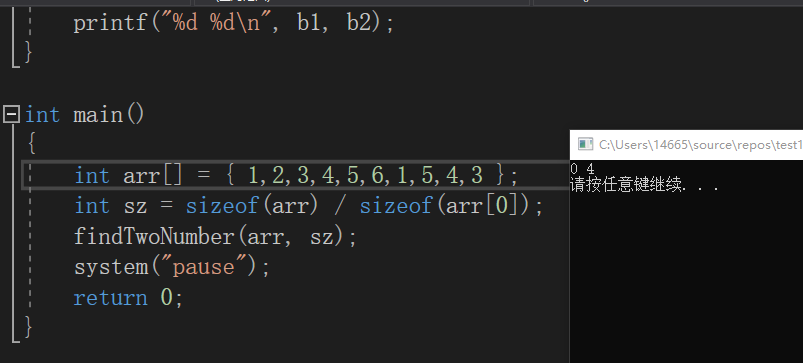 printf("%d %d\n", b1, b2);
}
int main()
{
int arr[] = { 1,2,3,4,5,6,1,5,4,3 };
int sz = sizeof(arr) / sizeof(arr[0]);
findTwoNumber(arr, sz);
system("pause");
return 0;
}
C:\Users\14665\source\repos\test1
0 4
请按任意键继续. . .